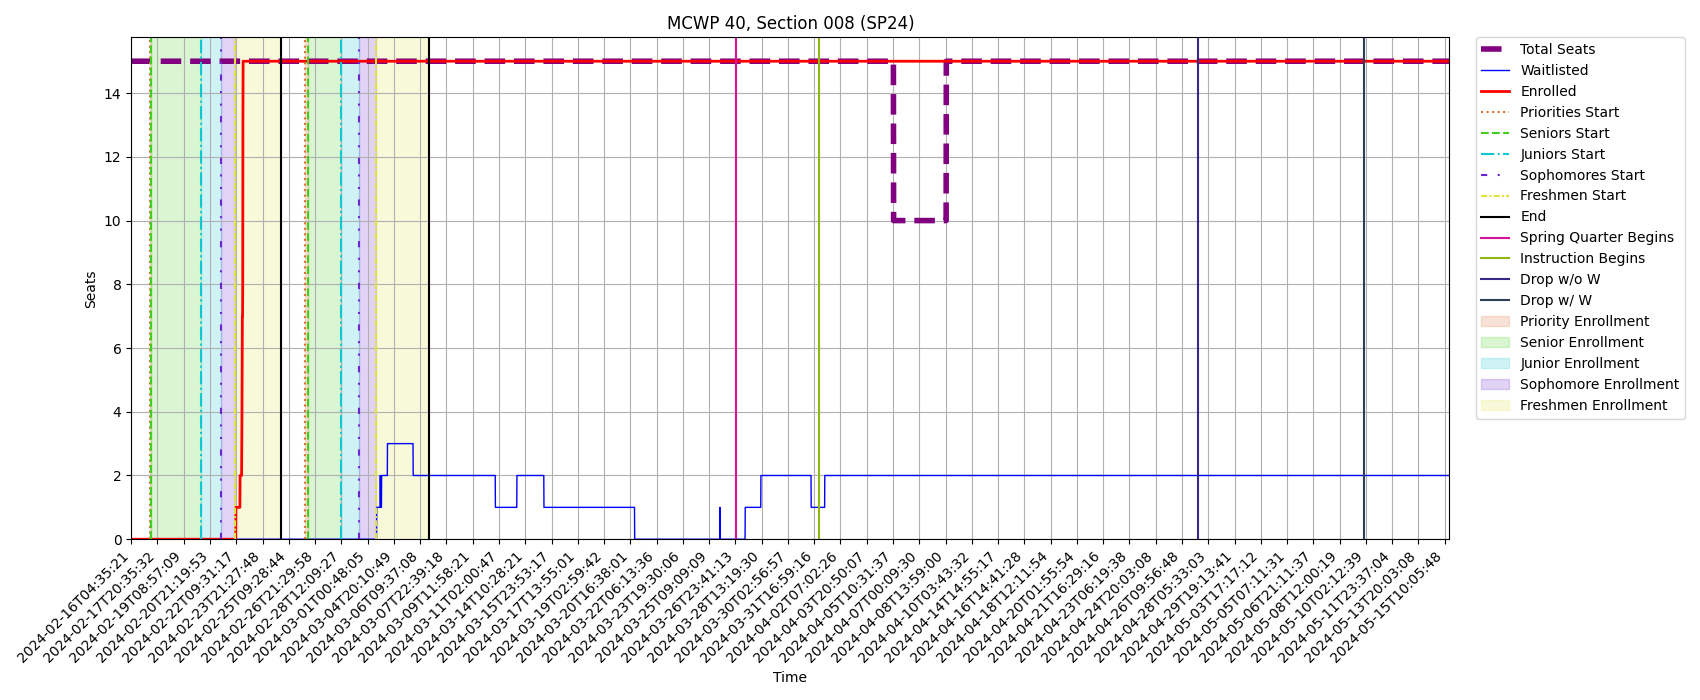 MCWP 40, Section 008 (SP24)
Seats
14
12
10
8
6
4
2
0
2024-02-16T04:35:21
2024-02-17T20:35:32
2024-02-19T08:57:09
2024-02-20T21:19:53
2024-02-22T09:31:17
2024-02-23T21:27:48
2024-02-25T09:28:44
2024-02-26T21:29:58
2024-02-28T12:09:27
2024-03-01T00:48:05
2024-03-04T20:10:49
2024-03-06T09:37:08
2024-03-07T22:39:18
2024-03-09T11:58:21
2024-03-11T02:00:47
2024-03-14T10:28:21
2024-03-15T23:53:17
2024-03-17T13:55:01
2024-03-19T02:59:42
2024-03-20T16:38:01
2024-03-22T06:13:36
2024-03-23T19:30:06
2024-03-25T09:09:09
2024-03-26T23:41:13
2024-03-28T13:19:30
2024-03-30T02:56:57
2024-03-31T16:59:16
2024-04-02T07:02:26
2024-04-03T20:50:07
2024-04-05T10:31:37
2024-04-07T00:09:30
2024-04-08T13:59:00
2024-04-10T03:43:32
2024-04-14T14:55:17
2024-04-16T14:41:28
2024-04-18T12:11:54
2024-04-20T01:55:54
2024-04-21T16:29:16
2024-04-23T06:19:38
2024-04-24T20:03:08
2024-04-26T09:56:48
2024-04-28T05:33:03
2024-04-29T19:13:41
2024-05-03T17:17:12
2024-05-05T07:11:31
2024-05-06T21:11:37
2024-05-08T12:00:19
2024-05-10T02:12:39
2024-05-11T23:37:04
2024-05-13T20:03:08
2024-05-15T10:05:48
Time
Total Seats
Waitlisted
Enrolled
Priorities Start
Seniors Start
Juniors Start
Sophomores Start
Freshmen Start
End
Spring Quarter Begins
Instruction Begins
Drop w/o W
Drop w/ W
Priority Enrollment
Senior Enrollment
Junior Enrollment
Sophomore Enrollment
Freshmen Enrollment